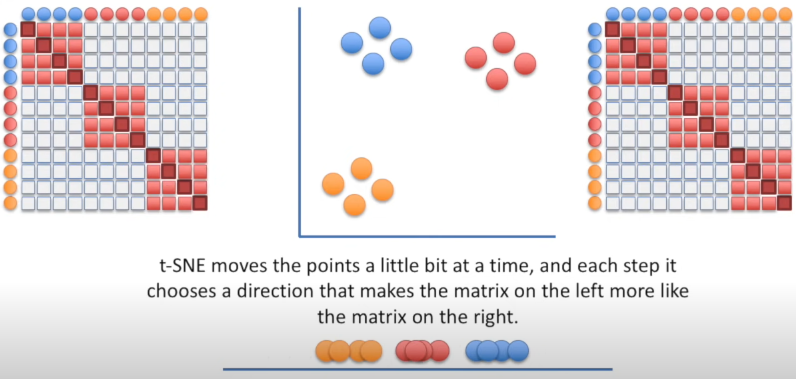 t-SNE moves the points a little bit at a time, and each step it
chooses a direction that makes the matrix on the left more like
the matrix on the right.